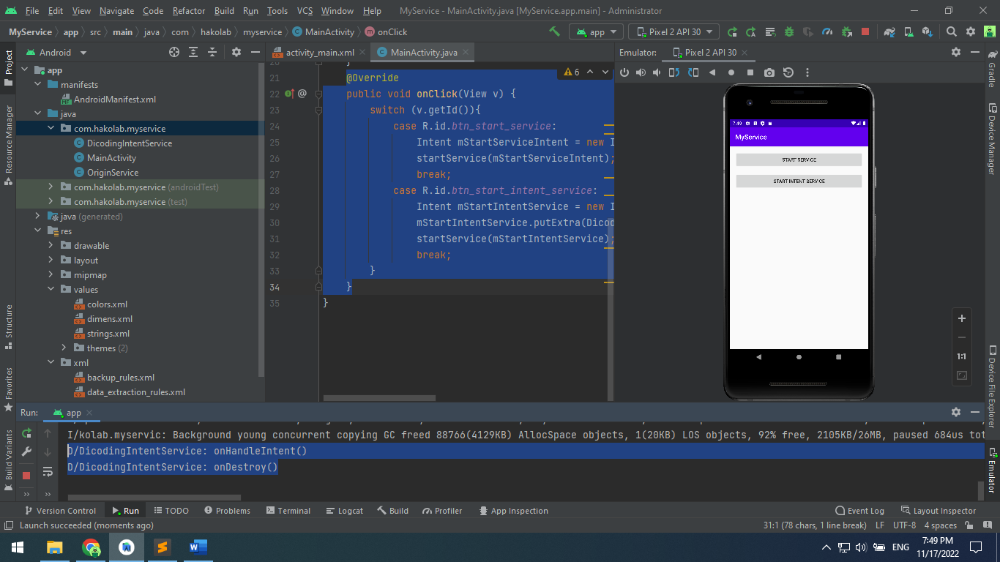 File Edit View Navigate Code Refactor Build Run Tools VCS Window Help MyService - MainActivity.java [MyService.app.main] - Administrator
MyService app src main java com hakolab myservice MainActivity onClick app Pixel 2 API 30
Android
activity_main.xml MainActivity.java
Emulator: Pixel 2 API 30
Project
Resource Manager
Structure
Favorites
Build Variants
app
manifests
AndroidManifest.xml
java
com.hakolab.myservice
DicodingIntentService
MainActivity
OriginService
com.hakolab.myservice (androidTest)
com.hakolab.myservice (test)
java (generated)
res
drawable
layout
mipmap
values
colors.xml
dimens.xml
strings.xml
themes (2)
xml
backup_rules.xml
data_extraction_rules.xml
6
20 }
21 @Override
22 public void onClick(View v) {
23 switch (v.getId()){
24 case R.id.btn_start_service:
25 Intent mStartServiceIntent = new I
26 startService(mStartServiceIntent);
27 break;
28 case R.id.btn_start_intent_service:
29 Intent mStartIntentService = new I
30 mStartIntentService.putExtra(Dicod
31 startService(mStartIntentService);
32 break;
33 }
34 }
35 }
7:49
MyService
START SERVICE
START INTENT SERVICE
1:1
Gradle
Device Manager
Device File Explorer
Emulator
Run: app
I/kolab.myservic: Background young concurrent copying GC freed 88766(4129KB) AllocSpace objects, 1(20KB) LOS objects, 92% free, 2105KB/26MB, paused 684us tot
D/DicodingIntentService: onHandleIntent()
D/DicodingIntentService: onDestroy()
Version Control Run TODO Problems Terminal Logcat Build Profiler App Inspection Event Log Layout Inspector
Launch succeeded (moments ago) 31:1 (78 chars, 1 line break) LF UTF-8 4 spaces
ENG
7:49 PM
11/17/2022